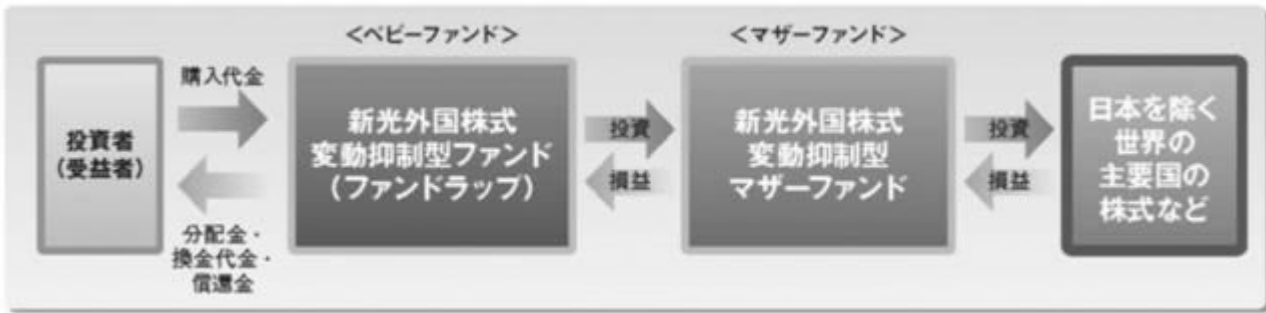 <ベビーファンド>
<マザーファンド>
投資者
(受益者)
購入代金
分配金・
換金代金・
償還金
新光外国株式
変動抑制型ファンド
(ファンドラップ)
投資
損益
新光外国株式
変動抑制型
マザーファンド
投資
損益
日本を除く
世界の
主要国の
株式など